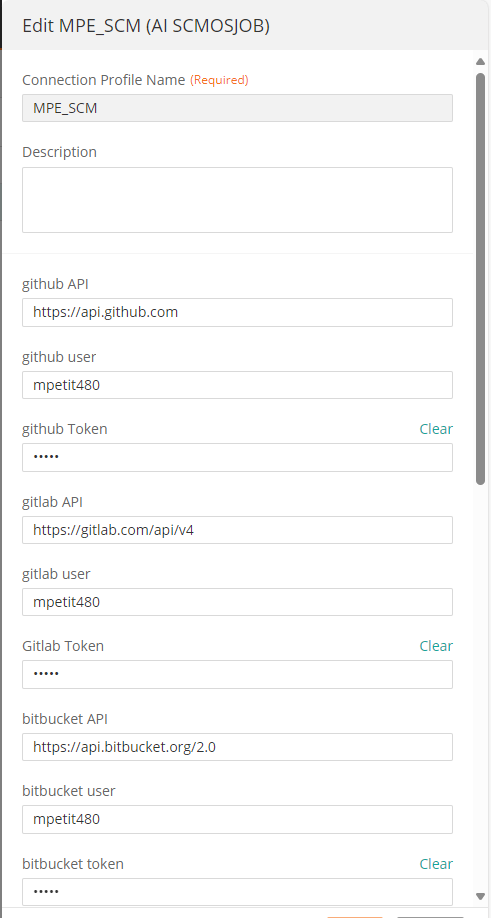 Edit MPE_SCM (AI SCMOSJOB)
Connection Profile Name (Required)
MPE_SCM
Description
github API
https://api.github.com
github user
mpetit480
github Token Clear
•••••
gitlab API
https://gitlab.com/api/v4
gitlab user
mpetit480
Gitlab Token Clear
•••••
bitbucket API
https://api.bitbucket.org/2.0
bitbucket user
mpetit480
bitbucket token Clear
•••••